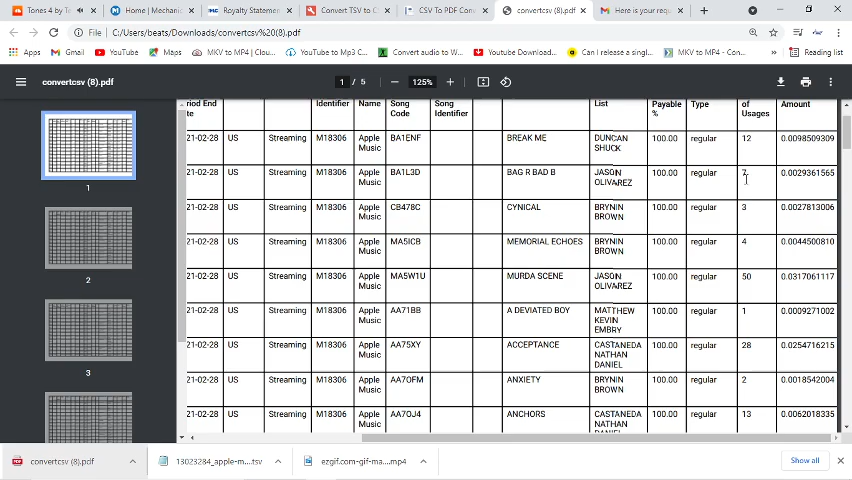 Tones 4 by Te
Home | Mechanic
Royalty Statemen
Convert TSV to C
CSV To PDF Conv
convertcsv (8).pdf
Here is your requ
File | C:/Users/beats/Downloads/convertcsv%20(8).pdf
Apps Gmail YouTube Maps MKV to MP4 | Clou... YouTube to Mp3 C... Convert audio to W... Youtube Download... Can I release a singl... MKV to MP4 - Con... Reading list
convertcsv (8).pdf 1 / 5 125%
riod End Identifier Name Song Song List Payable Type of Amount
te Code Identifier % Usages
21-02-28 US Streaming M18306 Apple BA1ENF BREAK ME DUNCAN 100.00 regular 12 0.0098509309
Music SHUCK
21-02-28 US Streaming M18306 Apple BA1L3D BAG R BAD B JASON 100.00 regular 7 0.0029361565
Music OLIVAREZ
21-02-28 US Streaming M18306 Apple CB478C CYNICAL BRYNIN 100.00 regular 3 0.0027813006
Music BROWN
21-02-28 US Streaming M18306 Apple MA5ICB MEMORIAL ECHOES BRYNIN 100.00 regular 4 0.0044500810
Music BROWN
21-02-28 US Streaming M18306 Apple MA5W1U MURDA SCENE JASON 100.00 regular 50 0.0317061117
Music OLIVAREZ
21-02-28 US Streaming M18306 Apple AA71BB A DEVIATED BOY MATTHEW 100.00 regular 1 0.0009271002
Music KEVIN
EMBRY
21-02-28 US Streaming M18306 Apple AA75XY ACCEPTANCE CASTANEDA 100.00 regular 28 0.0254716215
Music NATHAN
DANIEL
21-02-28 US Streaming M18306 Apple AA7OFM ANXIETY BRYNIN 100.00 regular 2 0.0018542004
Music BROWN
21-02-28 US Streaming M18306 Apple AA7OJ4 ANCHORS CASTANEDA 100.00 regular 13 0.0062018335
Music NATHAN
1
2
3
convertcsv (8).pdf 13023284_apple-m....tsv ezgif.com-gif-ma....mp4 Show all